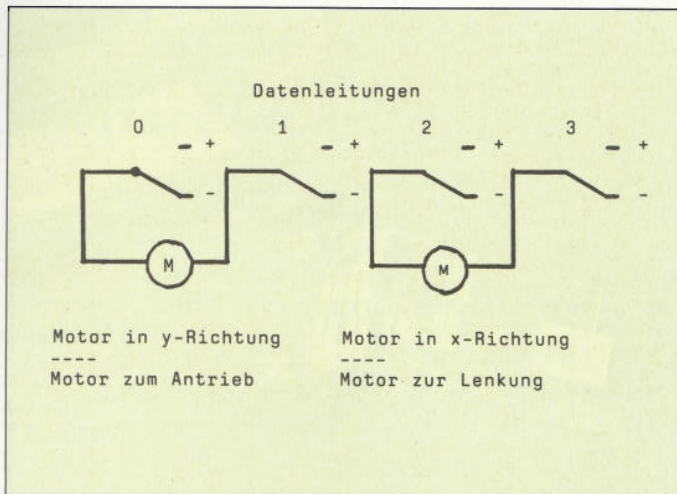 Datenleitungen
0 1 2 3
+ + + +
- - - -
M M
Motor in y-Richtung Motor in x-Richtung
---- ----
Motor zum Antrieb Motor zur Lenkung